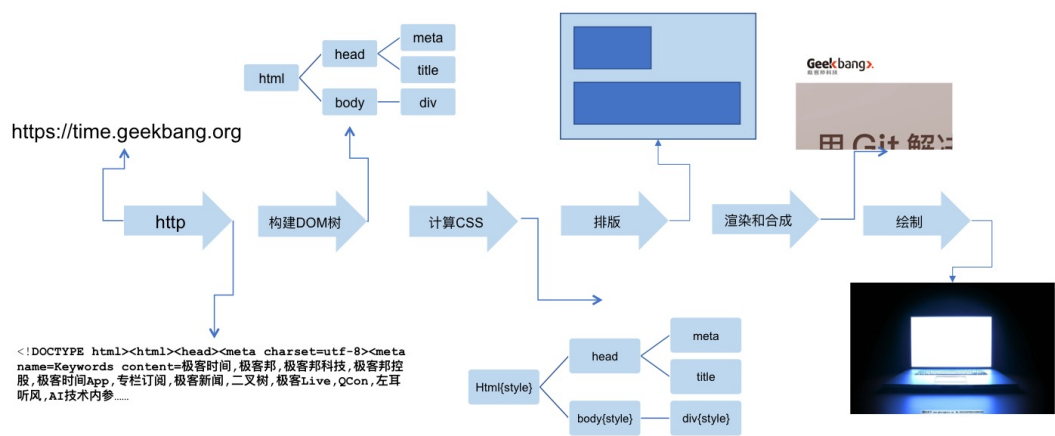 meta
head
title
html
body
div
https://time.geekbang.org
Geekbang>.
极客邦科技
用 Git 解决
http
构建DOM树
计算CSS
排版
渲染和合成
绘制
<!DOCTYPE html><html><head><meta charset=utf-8><meta
name=Keywords content=极客时间,极客邦,极客邦科技,极客邦控
股,极客时间App,专栏订阅,极客新闻,二叉树,极客Live,QCon,左耳
听风,AI技术内参……
meta
head
title
Html{style}
body{style}
div{style}